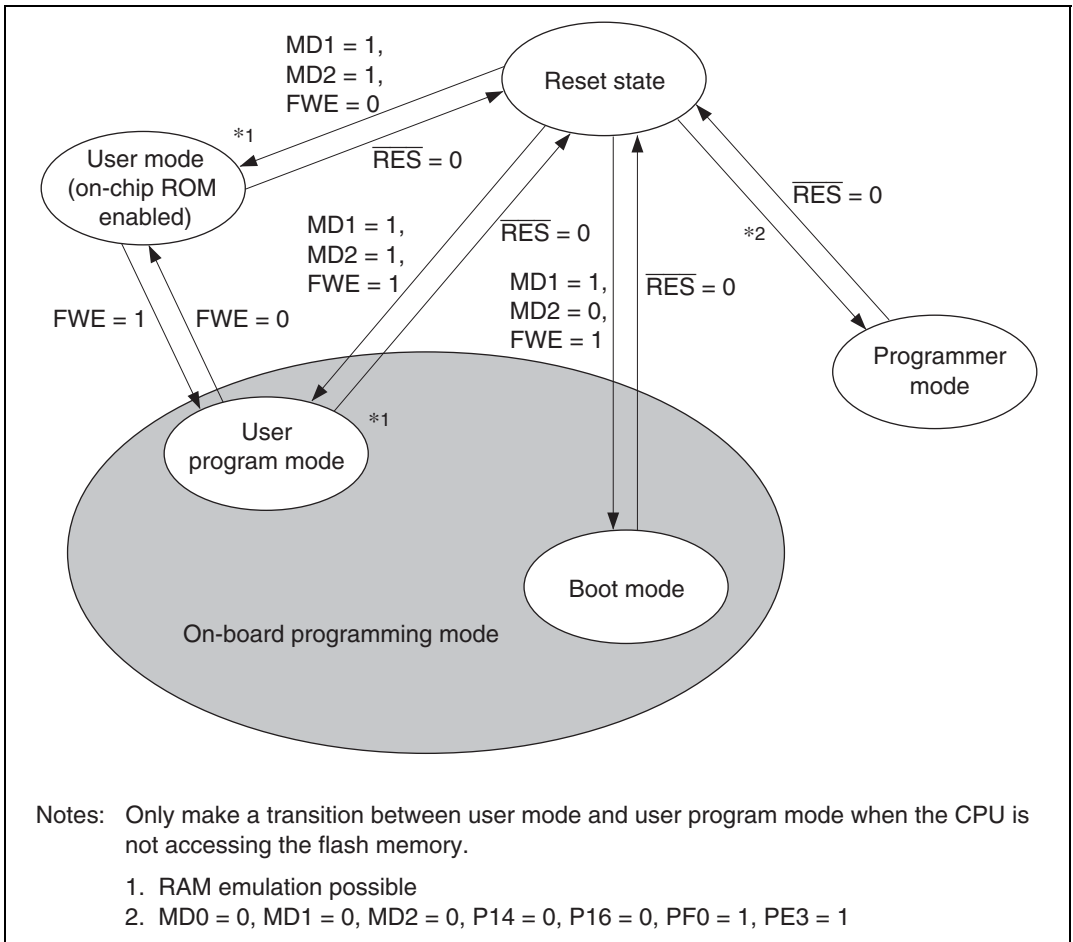 MD1 = 1,
MD2 = 1,
FWE = 0
Reset state
*1
RES = 0
User mode
(on-chip ROM
enabled)
MD1 = 1,
MD2 = 1,
FWE = 1
RES = 0
*2
RES = 0
MD1 = 1,
MD2 = 0,
FWE = 1
RES = 0
FWE = 1
FWE = 0
Programmer
mode
User
program mode
*1
Boot mode
On-board programming mode
Notes: Only make a transition between user mode and user program mode when the CPU is
not accessing the flash memory.
1. RAM emulation possible
2. MD0 = 0, MD1 = 0, MD2 = 0, P14 = 0, P16 = 0, PF0 = 1, PE3 = 1